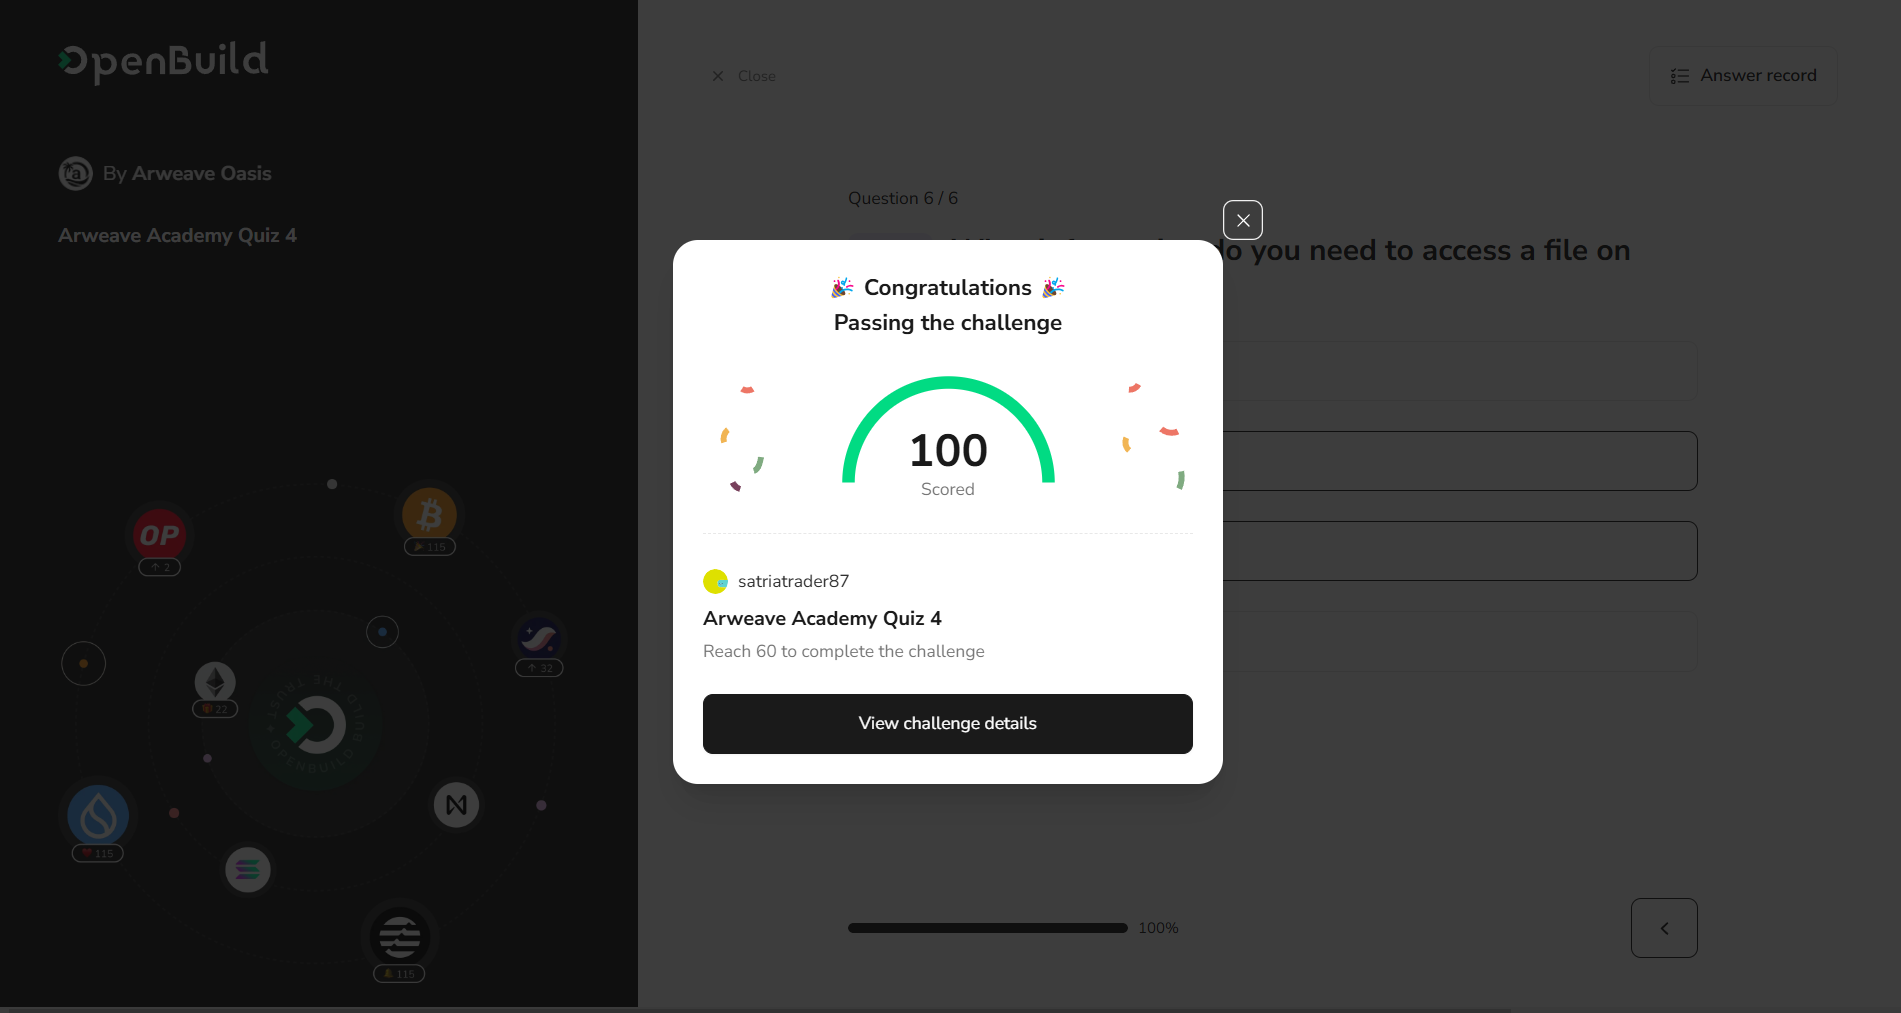 OpenBuild
By Arweave Oasis
Arweave Academy Quiz 4
OP
2
115
32
22
115
115
Close
Answer record
Question 6 / 6
do you need to access a file on
Congratulations
Passing the challenge
100
Scored
satriatrader87
Arweave Academy Quiz 4
Reach 60 to complete the challenge
View challenge details
100%